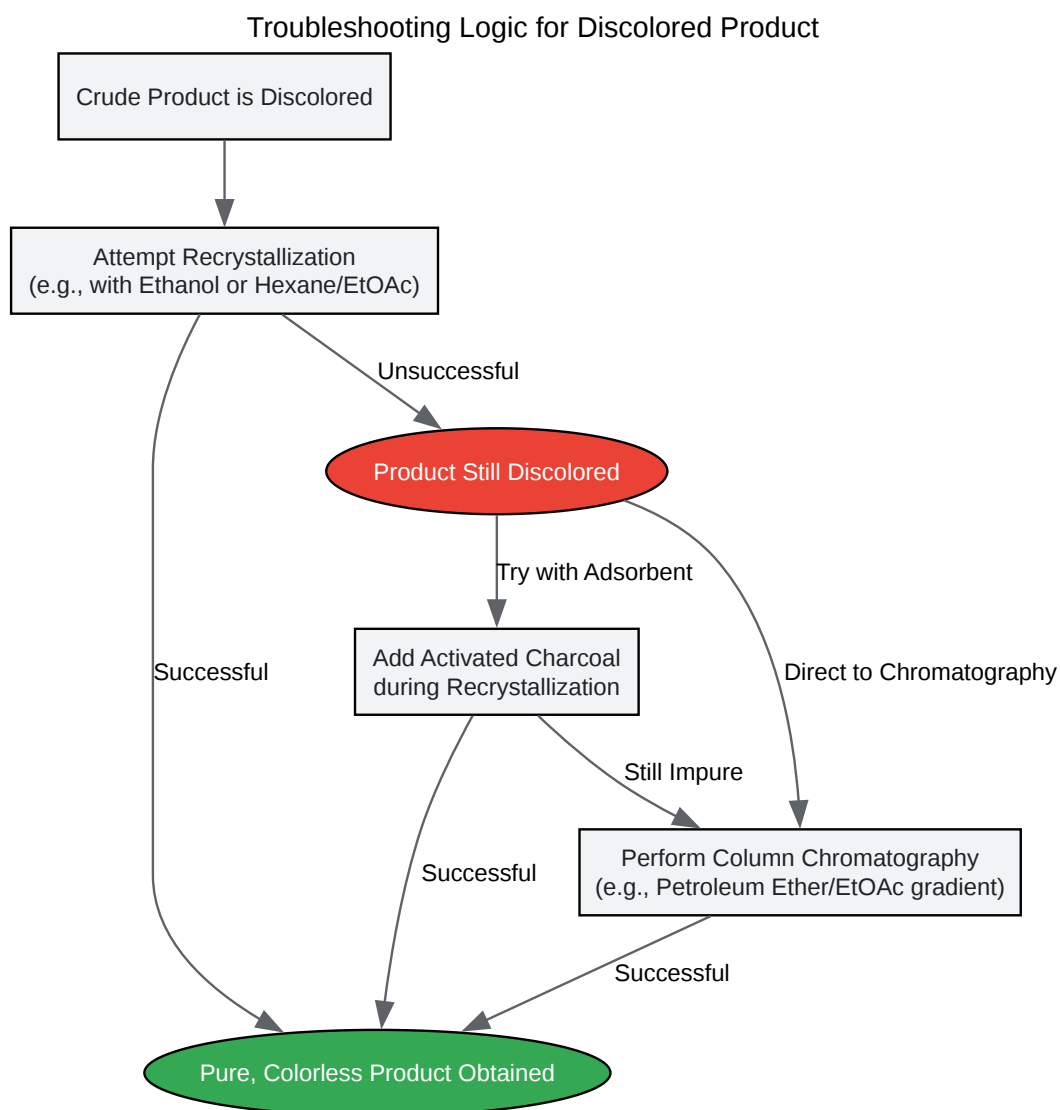 Troubleshooting Logic for Discolored Product
Crude Product is Discolored
Attempt Recrystallization
(e.g., with Ethanol or Hexane/EtOAc)
Unsuccessful
Product Still Discolored
Try with Adsorbent
Add Activated Charcoal
during Recrystallization
Successful
Direct to Chromatography
Still Impure
Perform Column Chromatography
(e.g., Petroleum Ether/EtOAc gradient)
Successful
Successful
Pure, Colorless Product Obtained